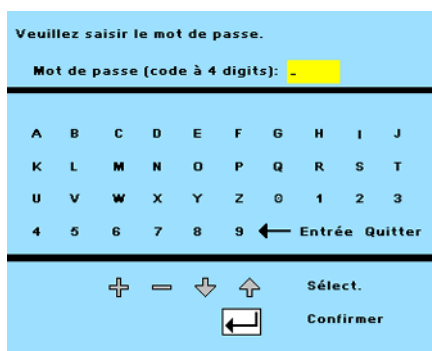 Veuillez saisir le mot de passe.
Mot de passe (code à 4 digits): -
A B C D E F G H I J
K L M N O P Q R S T
U V W X Y Z 0 1 2 3
4 5 6 7 8 9 ← Entrée Quitter
Sélect.
Confirmer